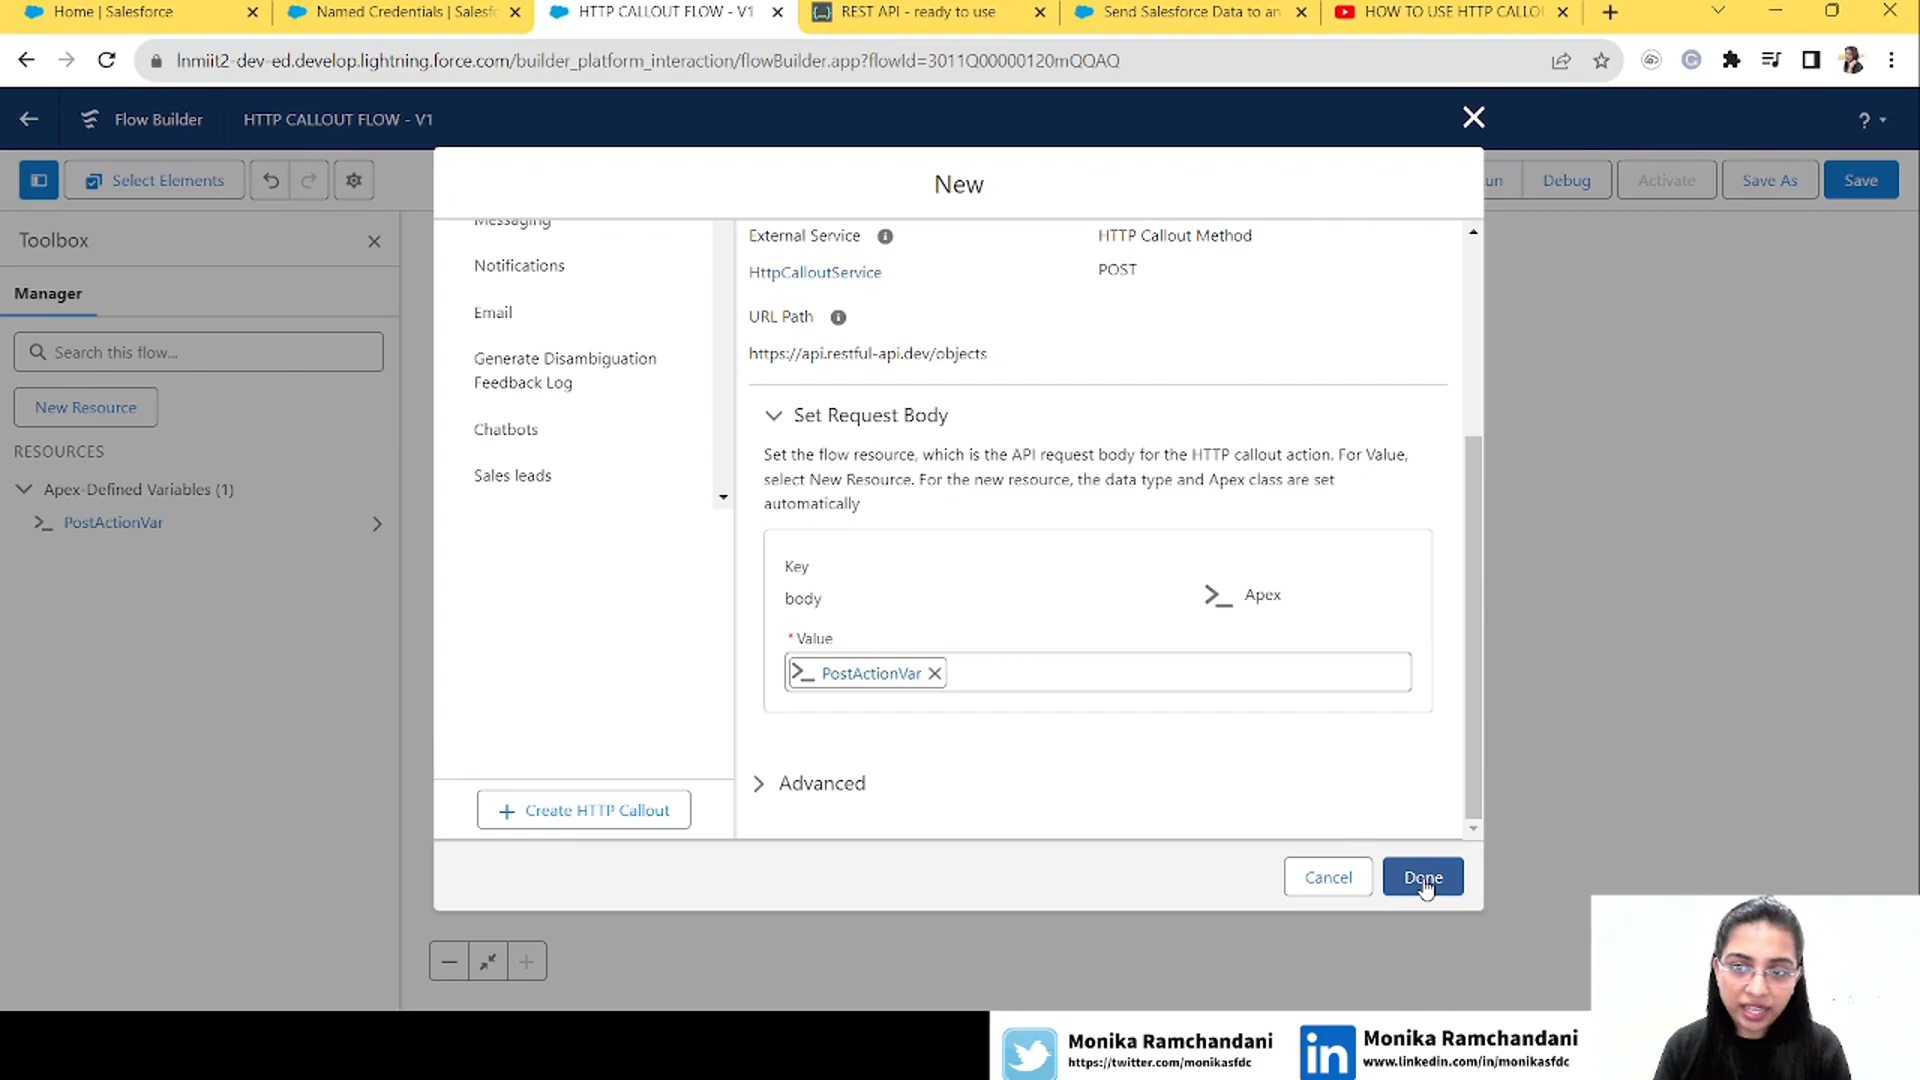 Home | Salesforce
Named Credentials | Salesf
HTTP CALLOUT FLOW - V1
REST API - ready to use
Send Salesforce Data to an
HOW TO USE HTTP CALLO
lnmiit2-dev-ed.develop.lightning.force.com/builder_platform_interaction/flowBuilder.app?flowId=3011Q00000120mQQAQ
Flow Builder
HTTP CALLOUT FLOW - V1
?
Select Elements
un
Debug
Activate
Save As
Save
Toolbox
Manager
Search this flow...
New Resource
RESOURCES
Apex-Defined Variables (1)
PostActionVar
New
Messaging
Notifications
Email
Generate Disambiguation
Feedback Log
Chatbots
Sales leads
Create HTTP Callout
External Service
HTTP Callout Method
HttpCalloutService
POST
URL Path
https://api.restful-api.dev/objects
Set Request Body
Set the flow resource, which is the API request body for the HTTP callout action. For Value,
select New Resource. For the new resource, the data type and Apex class are set
automatically
Key
body
Apex
* Value
PostActionVar
Advanced
Cancel
Done
Monika Ramchandani
https://twitter.com/monikasfdc
in
Monika Ramchandani
www.linkedin.com/in/monikasfdc